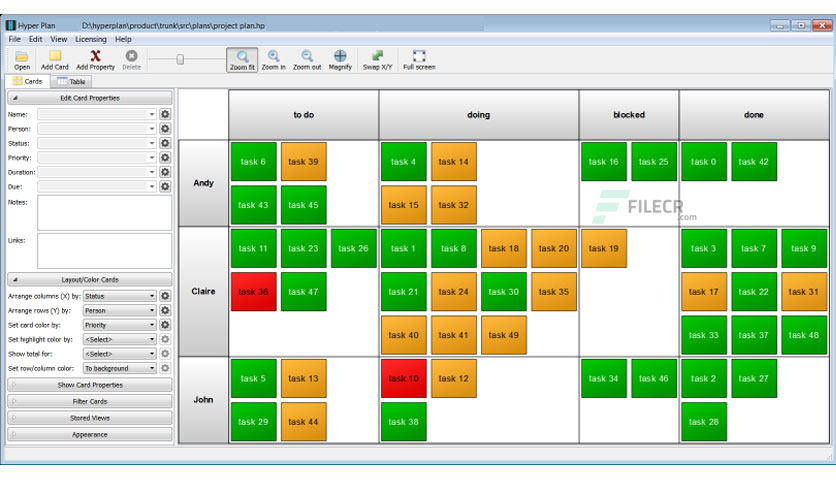 Hyper Plan D:\hyperplan\product\trunk\src\plans\project plan.hp
File Edit View Licensing Help
Open Add Card Add Property Delete Zoom fit Zoom in Zoom out Magnify Swap X/Y Full screen
Cards Table
Edit Card Properties
Name:
Person:
Status:
Priority:
Duration:
Due:
Notes:
Links:
Layout/Color Cards
Arrange columns (X) by: Status
Arrange rows (Y) by: Person
Set card color by: Priority
Set highlight color by: <Select>
Show total for: <Select>
Set row/column color: To background
Show Card Properties
Filter Cards
Stored Views
Appearance
to do doing blocked done
Andy
task 6 task 39 task 4 task 14 task 16 task 25 task 0 task 42
task 43 task 45 task 15 task 32
FILECR
.com
Claire
task 11 task 23 task 26 task 1 task 8 task 18 task 20 task 19 task 3 task 7 task 9
task 36 task 47 task 21 task 24 task 30 task 35 task 17 task 22 task 31
task 40 task 41 task 49 task 33 task 37 task 48
John
task 5 task 13 task 10 task 12 task 34 task 46 task 2 task 27
task 29 task 44 task 38 task 28